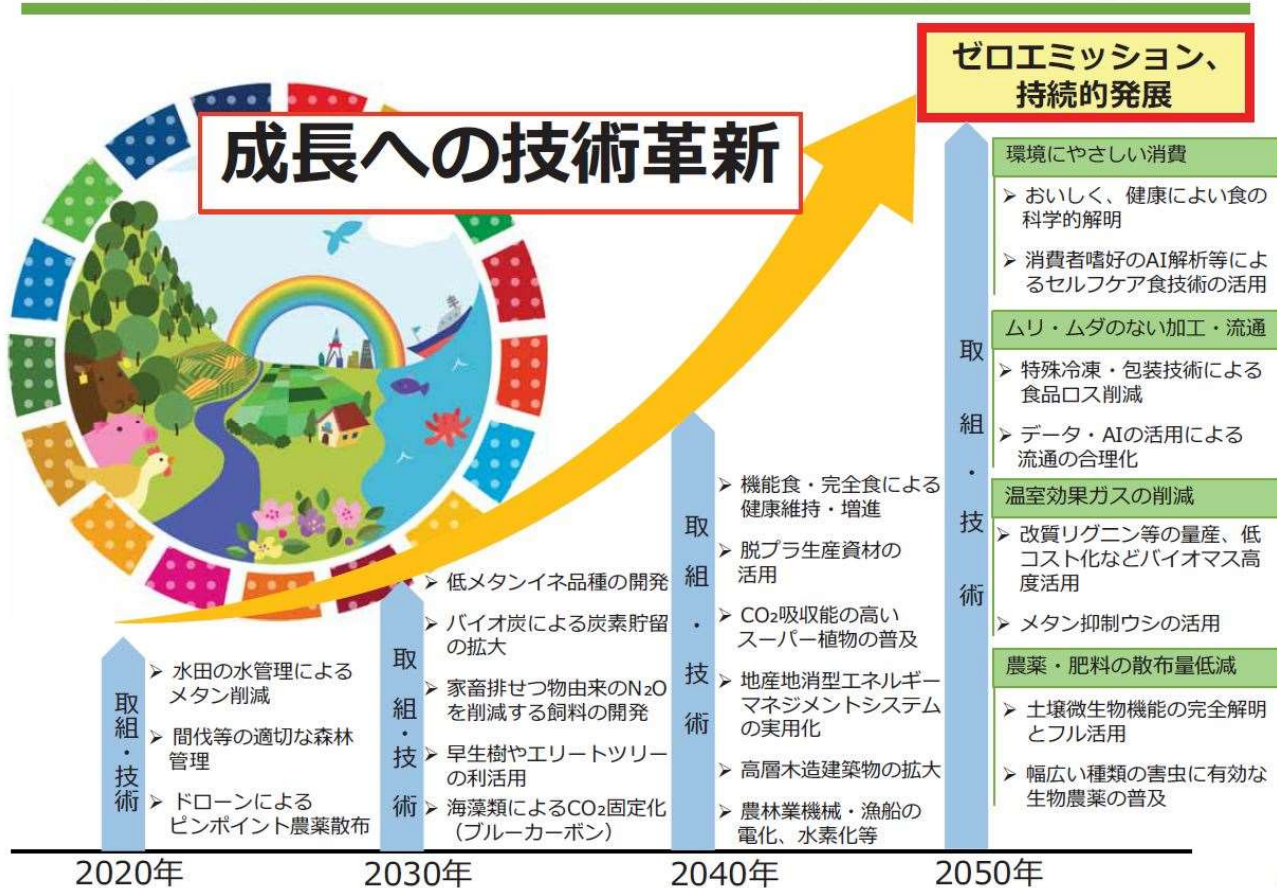 ゼロエミッション、
持続的発展
成長への技術革新
取組・技術
➢ 水田の水管理による
メタン削減
➢ 間伐等の適切な森林
管理
➢ ドローンによる
ピンポイント農薬散布
2020年
取組・技術
➢ 低メタンイネ品種の開発
➢ バイオ炭による炭素貯留
の拡大
➢ 家畜排せつ物由来のN₂O
を削減する飼料の開発
➢ 早生樹やエリートツリー
の利活用
➢ 海藻類によるCO₂固定化
（ブルーカーボン）
2030年
取組・技術
➢ 機能食・完全食による
健康維持・増進
➢ 脱プラ生産資材の
活用
➢ CO₂吸収能の高い
スーパー植物の普及
➢ 地産地消型エネルギー
マネジメントシステム
の実用化
➢ 高層木造建築物の拡大
➢ 農林業機械・漁船の
電化、水素化等
2040年
取組・技術
環境にやさしい消費
➢ おいしく、健康によい食の
科学的解明
➢ 消費者嗜好のAI解析等によ
るセルフケア食技術の活用
ムリ・ムダのない加工・流通
➢ 特殊冷凍・包装技術による
食品ロス削減
➢ データ・AIの活用による
流通の合理化
温室効果ガスの削減
➢ 改質リグニン等の量産、低
コスト化などバイオマス高
度活用
➢ メタン抑制ウシの活用
農薬・肥料の散布量低減
➢ 土壌微生物機能の完全解明
とフル活用
➢ 幅広い種類の害虫に有効な
生物農薬の普及
2050年